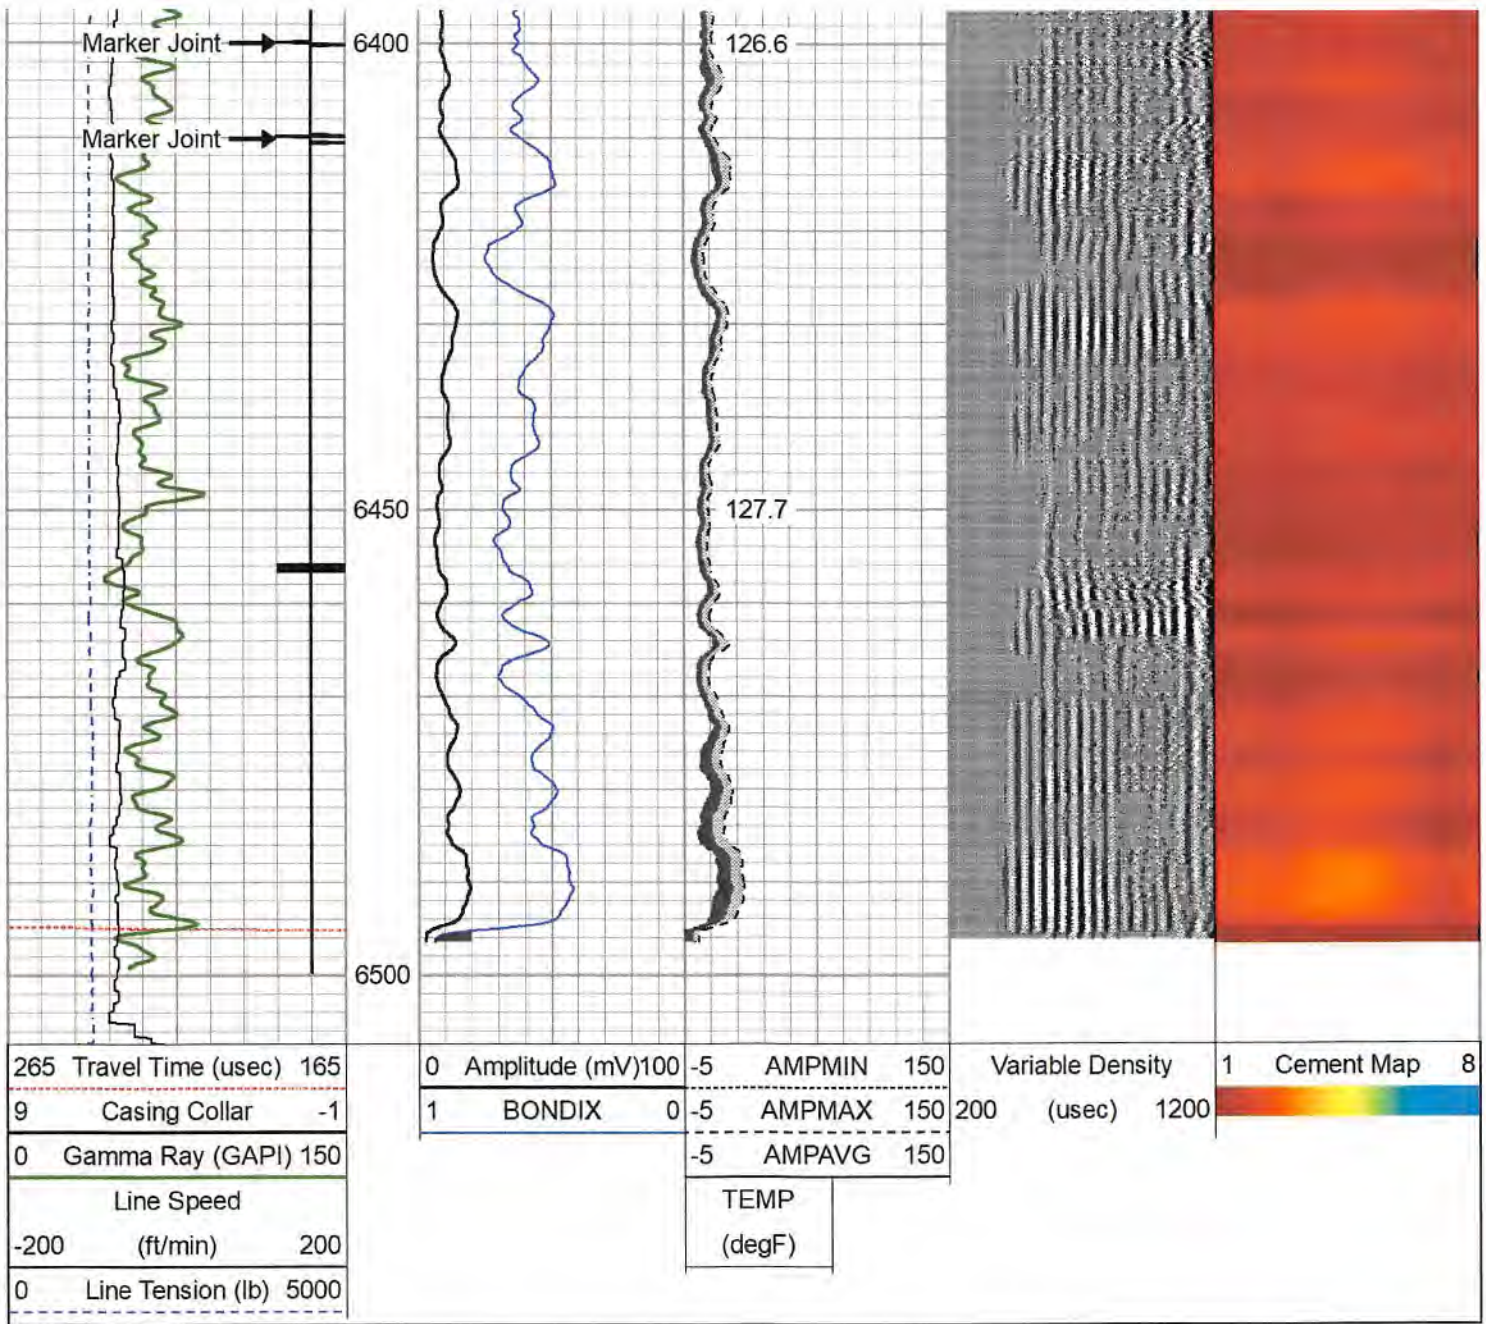 Marker Joint
6400
126.6
Marker Joint
6450
127.7
6500
265 Travel Time (usec) 165
9 Casing Collar -1
0 Gamma Ray (GAPI) 150
Line Speed
-200 (ft/min) 200
0 Line Tension (lb) 5000
0 Amplitude (mV)100
1 BONDIX 0
-5 AMPMIN 150
-5 AMPMAX 150
-5 AMPAVG 150
TEMP
(degF)
Variable Density
200 (usec) 1200
1 Cement Map 8